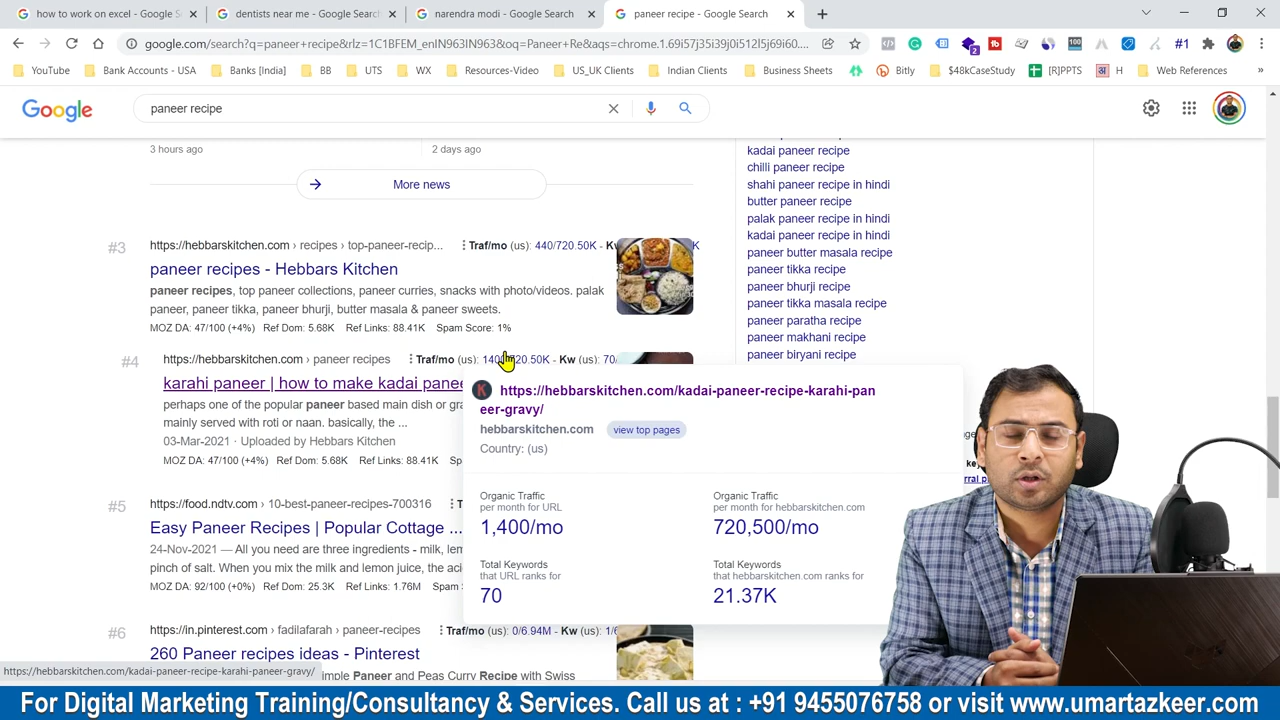 how to work on excel - Google S
dentists near me - Google Search
narendra modi - Google Search
paneer recipe - Google Search
google.com/search?q=paneer+recipe&rlz=1C1BFEM_enIN963IN963&oq=Paneer+Re&aqs=chrome.1.69i57j35i39j0i512l5j69i60....
YouTube
Bank Accounts - USA
Banks [India]
BR
UTS
WX
Resources-Video
US_UK Clients
Indian Clients
Business Sheets
Bitly
$48kCaseStudy
[R]PPTS
H
Web References
»
100
#1
2
Google
paneer recipe
3 hours ago
2 days ago
More news
#3
https://hebbarskitchen.com › recipes › top-paneer-recip...
Traf/mo (us): 440/720.50K - Kw
K
paneer recipes - Hebbars Kitchen
paneer recipes, top paneer collections, paneer curries, snacks with photo/videos. palak
paneer, paneer tikka, paneer bhurji, butter masala & paneer sweets.
MOZ DA: 47/100 (+4%) Ref Dom: 5.68K Ref Links: 88.41K Spam Score: 1%
#4
https://hebbarskitchen.com › paneer recipes
Traf/mo (us): 1400/720.50K - Kw (us): 70/
karahi paneer | how to make kadai panee
perhaps one of the popular paneer based main dish or gra
mainly served with roti or naan. basically, the ...
03-Mar-2021 · Uploaded by Hebbars Kitchen
MOZ DA: 47/100 (+4%) Ref Dom: 5.68K Ref Links: 88.41K
#5
https://food.ndtv.com › 10-best-paneer-recipes-700316
Easy Paneer Recipes | Popular Cottage ...
24-Nov-2021 — All you need are three ingredients - milk, lem
pinch of salt. When you mix the milk and lemon juice, the acid
MOZ DA: 92/100 (+0%) Ref Dom: 25.3K Ref Links: 1.76M Spam
#6
https://in.pinterest.com › fadilafarah › paneer-recipes
Traf/mo (us): 0/6.94M - Kw (us): 1/6
260 Paneer recipes ideas - Pinterest
https://hebbarskitchen.com/kadai-paneer-recipe-karahi-paneer-gravy/
imple Paneer and Peas Curry Recipe with Swiss
kadai paneer recipe
chilli paneer recipe
shahi paneer recipe in hindi
butter paneer recipe
palak paneer recipe in hindi
kadai paneer recipe in hindi
paneer butter masala recipe
paneer tikka recipe
paneer bhurji recipe
paneer tikka masala recipe
paneer paratha recipe
paneer makhani recipe
paneer biryani recipe
K
https://hebbarskitchen.com/kadai-paneer-recipe-karahi-pan
eer-gravy/
hebbarskitchen.com
view top pages
Country: (us)
Organic Traffic
per month for URL
1,400/mo
Organic Traffic
per month for hebbarskitchen.com
720,500/mo
Total Keywords
that URL ranks for
70
Total Keywords
that hebbarskitchen.com ranks for
21.37K
For Digital Marketing Training/Consultancy & Services. Call us at : +91 9455076758 or visit www.umartazkeer.com